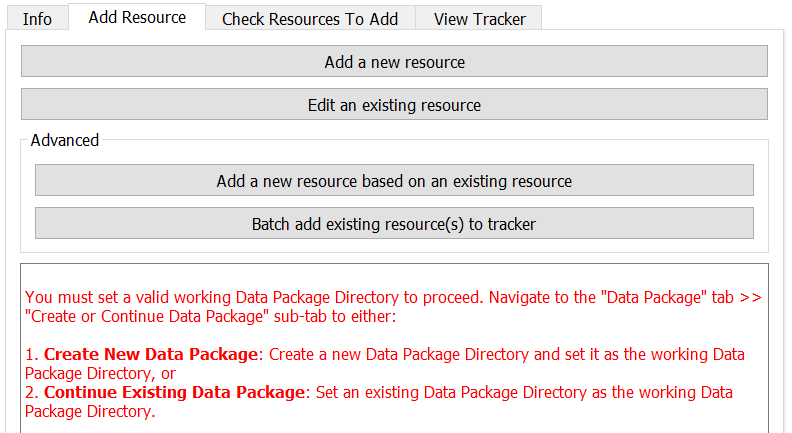 Info
Add Resource
Check Resources To Add
View Tracker
Add a new resource
Edit an existing resource
Advanced
Add a new resource based on an existing resource
Batch add existing resource(s) to tracker
You must set a valid working Data Package Directory to proceed. Navigate to the "Data Package" tab >>
"Create or Continue Data Package" sub-tab to either:
1. Create New Data Package: Create a new Data Package Directory and set it as the working Data
Package Directory, or
2. Continue Existing Data Package: Set an existing Data Package Directory as the working Data
Package Directory.